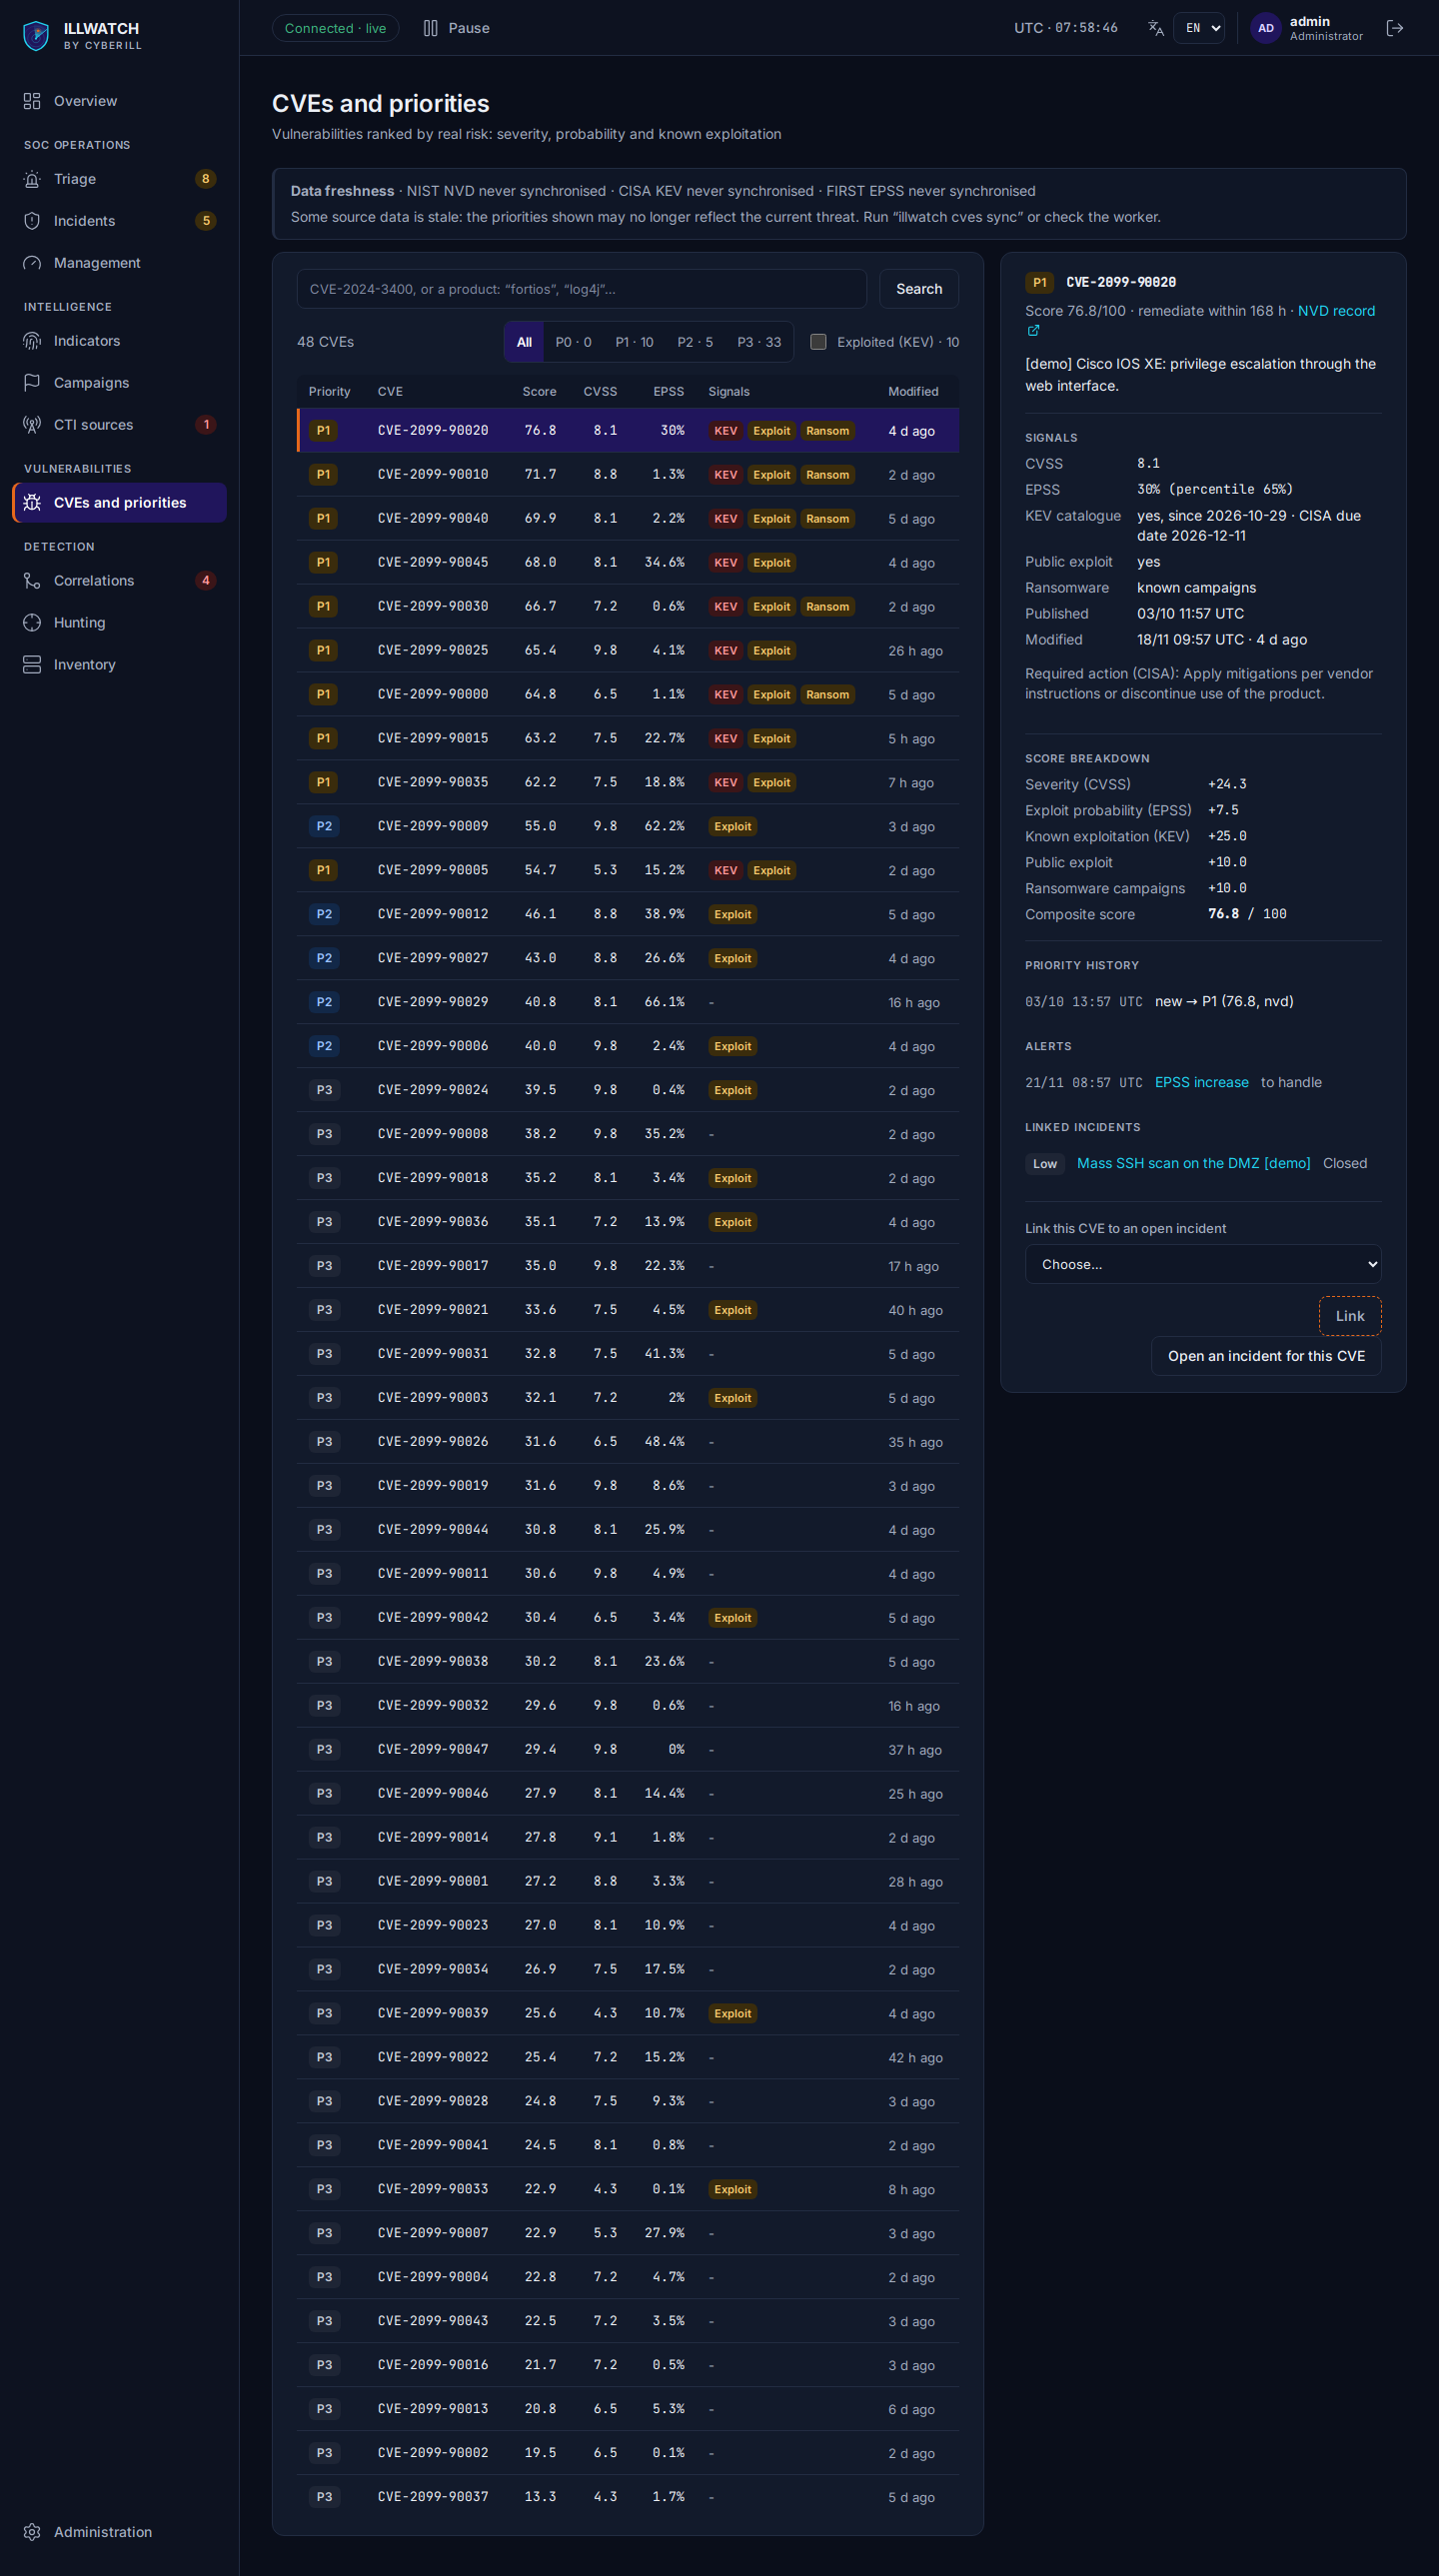 ILLWATCH
BY CYBERILL
Overview
SOC OPERATIONS
Triage 8
Incidents 5
Management
INTELLIGENCE
Indicators
Campaigns
CTI sources 1
VULNERABILITIES
CVEs and priorities
DETECTION
Correlations 4
Hunting
Inventory
Administration
Connected · live Pause UTC · 07:58:46 EN AD admin
Administrator
CVEs and priorities
Vulnerabilities ranked by real risk: severity, probability and known exploitation
Data freshness · NIST NVD never synchronised · CISA KEV never synchronised · FIRST EPSS never synchronised
Some source data is stale: the priorities shown may no longer reflect the current threat. Run “illwatch cves sync” or check the worker.
CVE-2024-3400, or a product: “fortios”, “log4j”... Search
48 CVEs All P0 · 0 P1 · 10 P2 · 5 P3 · 33 Exploited (KEV) · 10
Priority CVE Score CVSS EPSS Signals Modified
P1 CVE-2099-90020 76.8 8.1 30% KEV Exploit Ransom 4 d ago
P1 CVE-2099-90010 71.7 8.8 1.3% KEV Exploit Ransom 2 d ago
P1 CVE-2099-90040 69.9 8.1 2.2% KEV Exploit Ransom 5 d ago
P1 CVE-2099-90045 68.0 8.1 34.6% KEV Exploit 4 d ago
P1 CVE-2099-90030 66.7 7.2 0.6% KEV Exploit Ransom 2 d ago
P1 CVE-2099-90025 65.4 9.8 4.1% KEV Exploit 26 h ago
P1 CVE-2099-90000 64.8 6.5 1.1% KEV Exploit Ransom 5 d ago
P1 CVE-2099-90015 63.2 7.5 22.7% KEV Exploit 5 h ago
P1 CVE-2099-90035 62.2 7.5 18.8% KEV Exploit 7 h ago
P2 CVE-2099-90009 55.0 9.8 62.2% Exploit 3 d ago
P1 CVE-2099-90005 54.7 5.3 15.2% KEV Exploit 2 d ago
P2 CVE-2099-90012 46.1 8.8 38.9% Exploit 5 d ago
P2 CVE-2099-90027 43.0 8.8 26.6% Exploit 4 d ago
P2 CVE-2099-90029 40.8 8.1 66.1% - 16 h ago
P2 CVE-2099-90006 40.0 9.8 2.4% Exploit 4 d ago
P3 CVE-2099-90024 39.5 9.8 0.4% Exploit 2 d ago
P3 CVE-2099-90008 38.2 9.8 35.2% - 2 d ago
P3 CVE-2099-90018 35.2 8.1 3.4% Exploit 2 d ago
P3 CVE-2099-90036 35.1 7.2 13.9% Exploit 4 d ago
P3 CVE-2099-90017 35.0 9.8 22.3% - 17 h ago
P3 CVE-2099-90021 33.6 7.5 4.5% Exploit 40 h ago
P3 CVE-2099-90031 32.8 7.5 41.3% - 5 d ago
P3 CVE-2099-90003 32.1 7.2 2% Exploit 5 d ago
P3 CVE-2099-90026 31.6 6.5 48.4% - 35 h ago
P3 CVE-2099-90019 31.6 9.8 8.6% - 3 d ago
P3 CVE-2099-90044 30.8 8.1 25.9% - 4 d ago
P3 CVE-2099-90011 30.6 9.8 4.9% - 4 d ago
P3 CVE-2099-90042 30.4 6.5 3.4% Exploit 5 d ago
P3 CVE-2099-90038 30.2 8.1 23.6% - 5 d ago
P3 CVE-2099-90032 29.6 9.8 0.6% - 16 h ago
P3 CVE-2099-90047 29.4 9.8 0% - 37 h ago
P3 CVE-2099-90046 27.9 8.1 14.4% - 25 h ago
P3 CVE-2099-90014 27.8 9.1 1.8% - 2 d ago
P3 CVE-2099-90001 27.2 8.8 3.3% - 28 h ago
P3 CVE-2099-90023 27.0 8.1 10.9% - 4 d ago
P3 CVE-2099-90034 26.9 7.5 17.5% - 2 d ago
P3 CVE-2099-90039 25.6 4.3 10.7% Exploit 4 d ago
P3 CVE-2099-90022 25.4 7.2 15.2% - 42 h ago
P3 CVE-2099-90028 24.8 7.5 9.3% - 3 d ago
P3 CVE-2099-90041 24.5 8.1 0.8% - 2 d ago
P3 CVE-2099-90033 22.9 4.3 0.1% Exploit 8 h ago
P3 CVE-2099-90007 22.9 5.3 27.9% - 3 d ago
P3 CVE-2099-90004 22.8 7.2 4.7% - 2 d ago
P3 CVE-2099-90043 22.5 7.2 3.5% - 3 d ago
P3 CVE-2099-90016 21.7 7.2 0.5% - 3 d ago
P3 CVE-2099-90013 20.8 6.5 5.3% - 6 d ago
P3 CVE-2099-90002 19.5 6.5 0.1% - 2 d ago
P3 CVE-2099-90037 13.3 4.3 1.7% - 5 d ago
P1 CVE-2099-90020
Score 76.8/100 · remediate within 168 h · NVD record
[demo] Cisco IOS XE: privilege escalation through the
web interface.
SIGNALS
CVSS 8.1
EPSS 30% (percentile 65%)
KEV catalogue yes, since 2026-10-29 · CISA due
date 2026-12-11
Public exploit yes
Ransomware known campaigns
Published 03/10 11:57 UTC
Modified 18/11 09:57 UTC · 4 d ago
Required action (CISA): Apply mitigations per vendor
instructions or discontinue use of the product.
SCORE BREAKDOWN
Severity (CVSS) +24.3
Exploit probability (EPSS) +7.5
Known exploitation (KEV) +25.0
Public exploit +10.0
Ransomware campaigns +10.0
Composite score 76.8 / 100
PRIORITY HISTORY
03/10 13:57 UTC new → P1 (76.8, nvd)
ALERTS
21/11 08:57 UTC EPSS increase to handle
LINKED INCIDENTS
Low Mass SSH scan on the DMZ [demo] Closed
Link this CVE to an open incident
Choose...
Link
Open an incident for this CVE